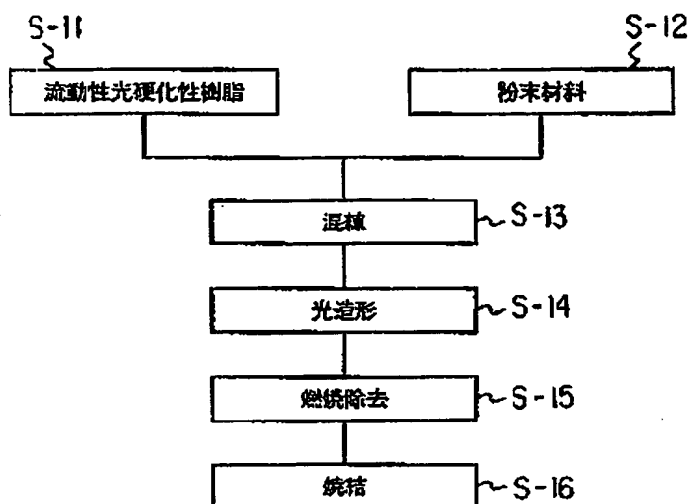 S-11
S-12
流動性光硬化性樹脂
粉末材料
混練
S-13
光造形
S-14
燃焼除去
S-15
焼結
S-16